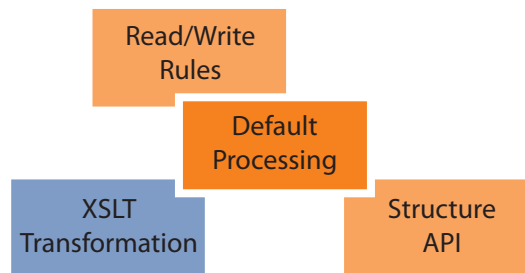 Read/Write
Rules
Default
Processing
XSLT
Transformation
Structure
API